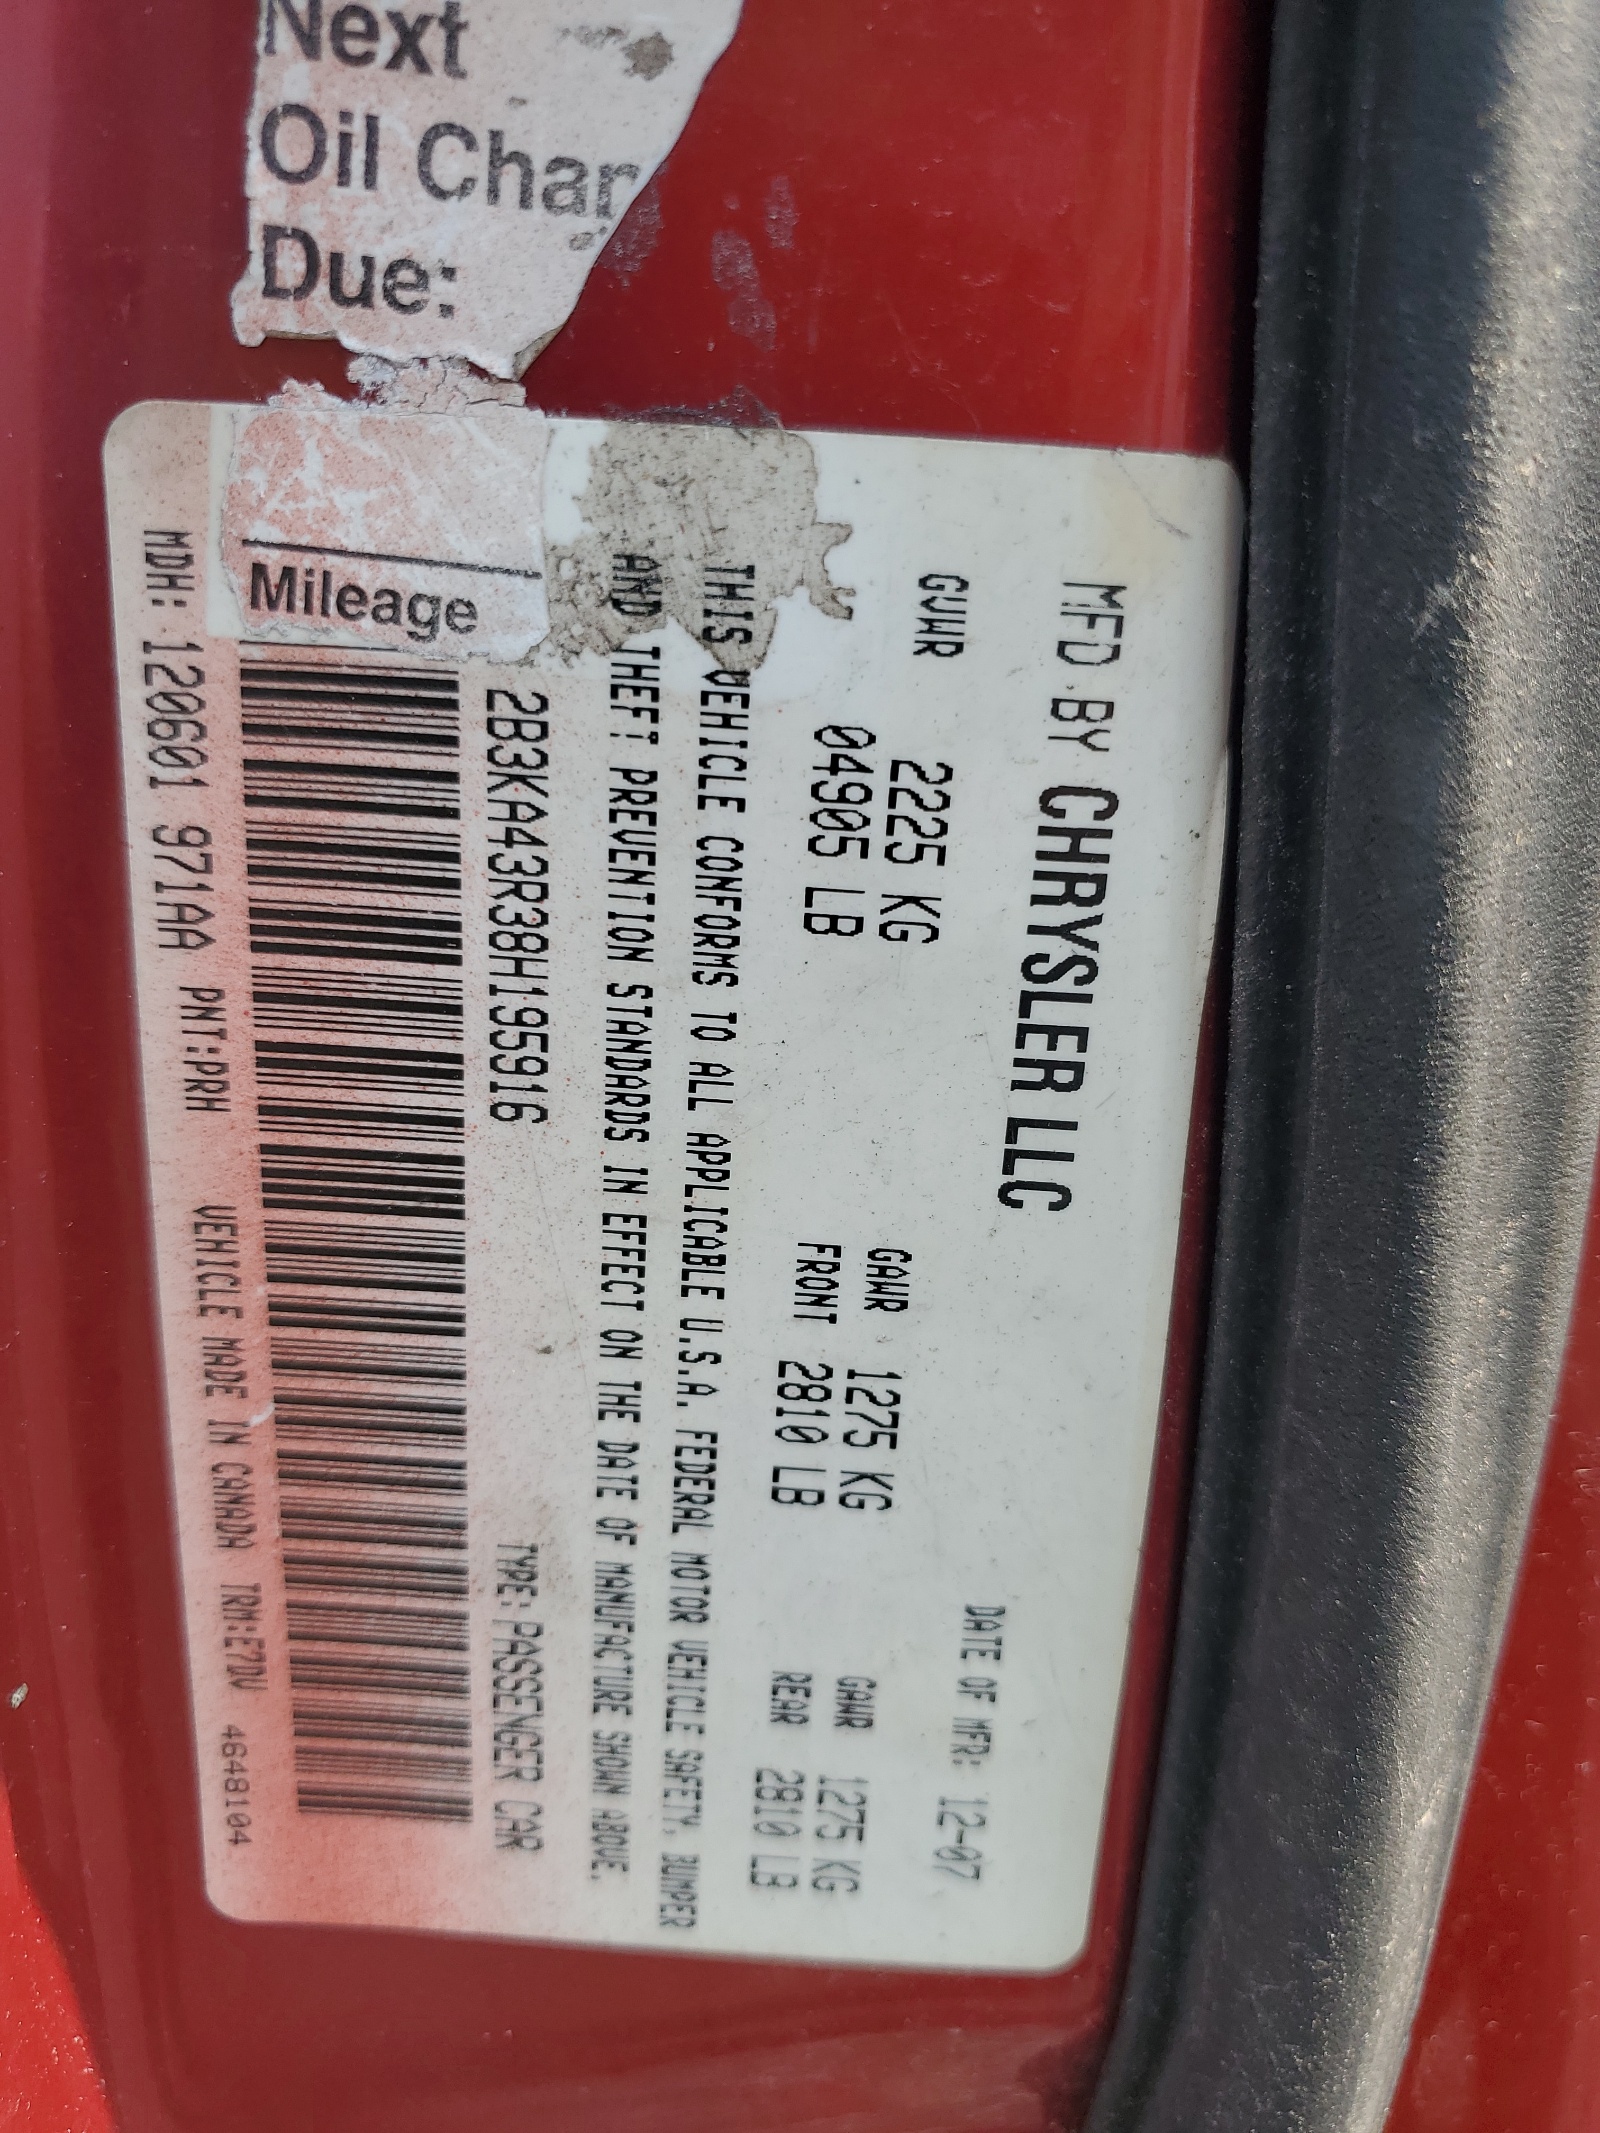 Next
Oil Chan
Due:
Mileage
MFD BY CHRYSLER LLC
DATE OF MFR: 12-07
GVWR
2225 KG
04905 LB
GAWR 1275 KG
FRONT 2810 LB
GAWR 1275 KG
REAR 2810 LB
THIS VEHICLE CONFORMS TO ALL APPLICABLE U.S.A. FEDERAL MOTOR VEHICLE SAFETY, BUMPER
AND THEFT PREVENTION STANDARDS IN EFFECT ON THE DATE OF MANUFACTURE SHOWN ABOVE.
2B3KA43R38H195916
TYPE: PASSENGER CAR
MDH: 120601 971AA PNT:PRH VEHICLE MADE IN CANADA TRM:E7DV 4648104